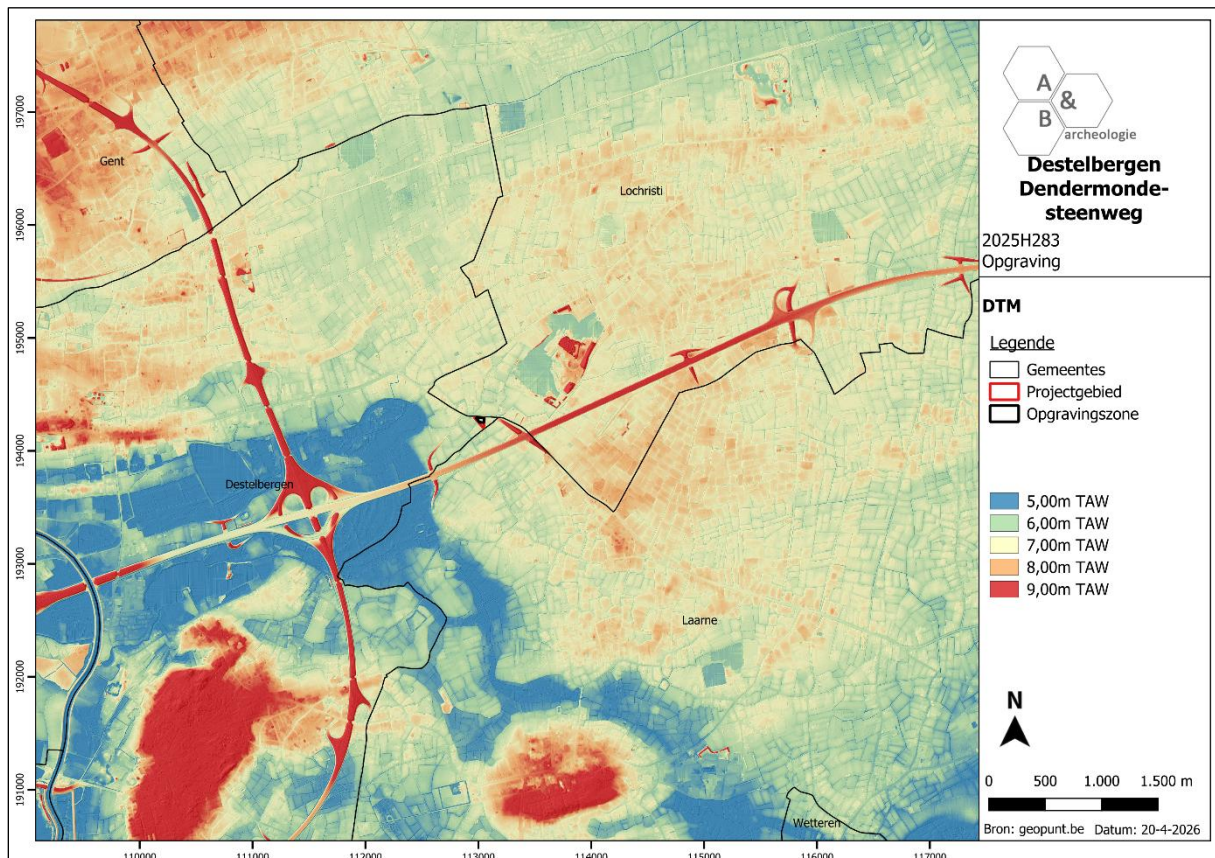 A
&
B
archeologie
Destelbergen
Dendermonde-
steenweg
2025H283
Opgraving
DTM
Legende
Gemeentes
Projectgebied
Opgravingszone
5,00m TAW
6,00m TAW
7,00m TAW
8,00m TAW
9,00m TAW
N
0 500 1.000 1.500 m
Bron: geopunt.be Datum: 20-4-2026
Gent
Lochristi
Destelbergen
Laarne
Wetteren
197000
196000
195000
194000
193000
192000
191000
110000 111000 112000 113000 114000 115000 116000 117000